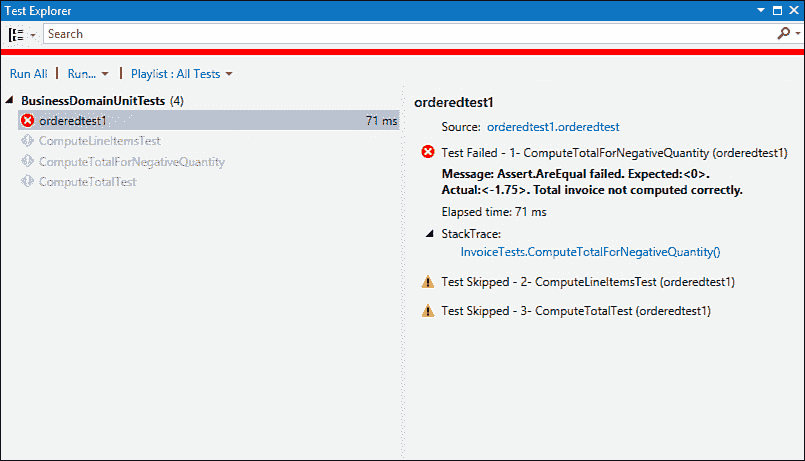 Test Explorer
Search
Run All | Run... | Playlist : All Tests
BusinessDomainUnitTests (4)
orderedtest1 71 ms
ComputeLineItemsTest
ComputeTotalForNegativeQuantity
ComputeTotalTest
orderedtest1
Source: orderedtest1.orderedtest
Test Failed - 1- ComputeTotalForNegativeQuantity (orderedtest1)
Message: Assert.AreEqual failed. Expected:<0>.
Actual:<-1.75>. Total invoice not computed correctly.
Elapsed time: 71 ms
StackTrace:
InvoiceTests.ComputeTotalForNegativeQuantity()
Test Skipped - 2- ComputeLineItemsTest (orderedtest1)
Test Skipped - 3- ComputeTotalTest (orderedtest1)